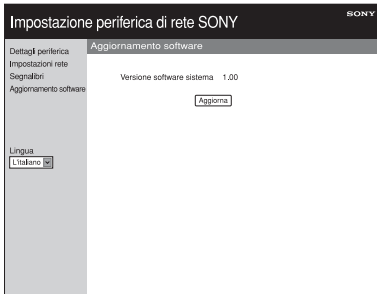 SONY
Impostazione periferica di rete SONY
Dettagli periferica
Impostazioni rete
Segnalibri
Aggiornamento software
Lingua
L'italiano
Aggiornamento software
Versione software sistema 1.00
Aggiorna